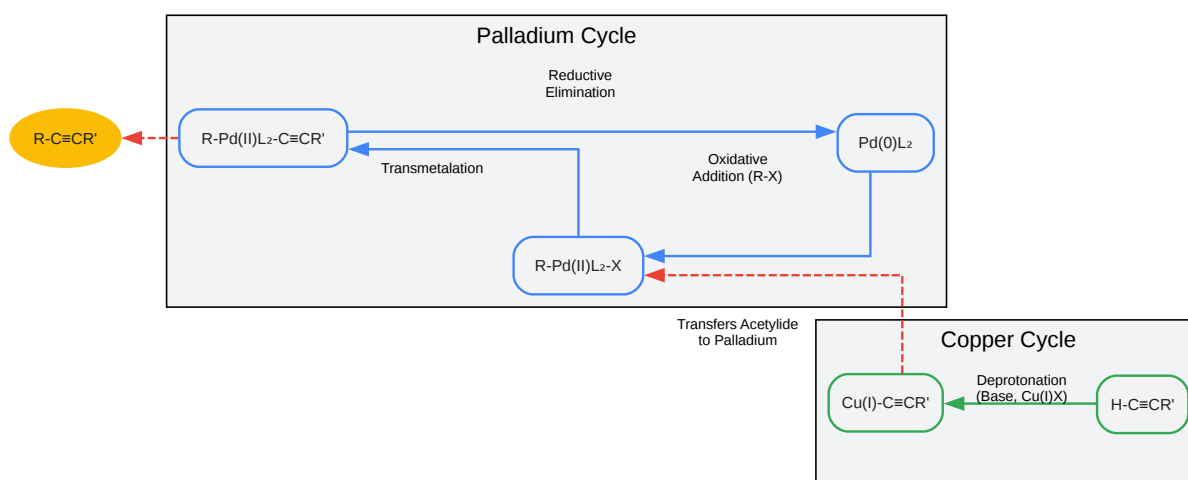 Palladium Cycle
Reductive
Elimination
R-C≡CR'
R-Pd(II)L₂-C≡CR'
Pd(0)L₂
Transmetalation
Oxidative
Addition (R-X)
R-Pd(II)L₂-X
Transfers Acetylide
to Palladium
Copper Cycle
Deprotonation
(Base, Cu(I)X)
Cu(I)-C≡CR'
H-C≡CR'